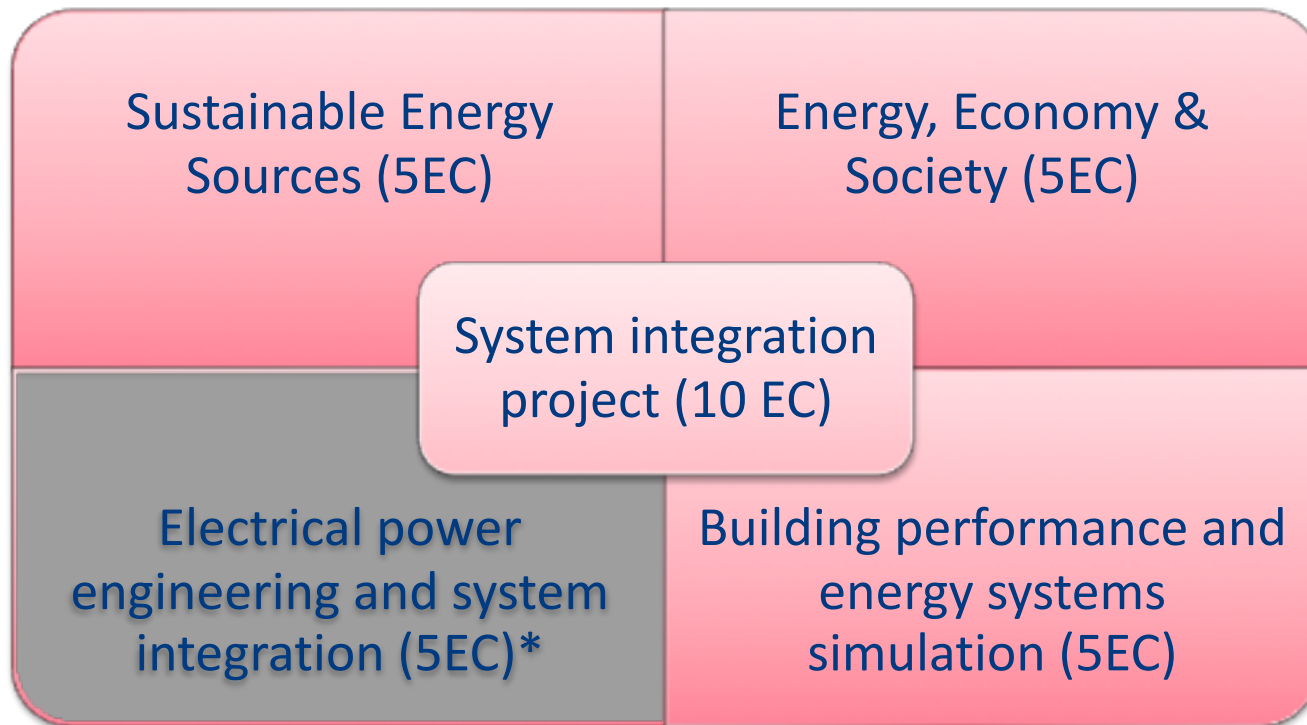 Sustainable Energy
Sources (5EC)
Energy, Economy &
Society (5EC)
System integration
project (10 EC)
Electrical power
engineering and system
integration (5EC)*
Building performance and
energy systems
simulation (5EC)